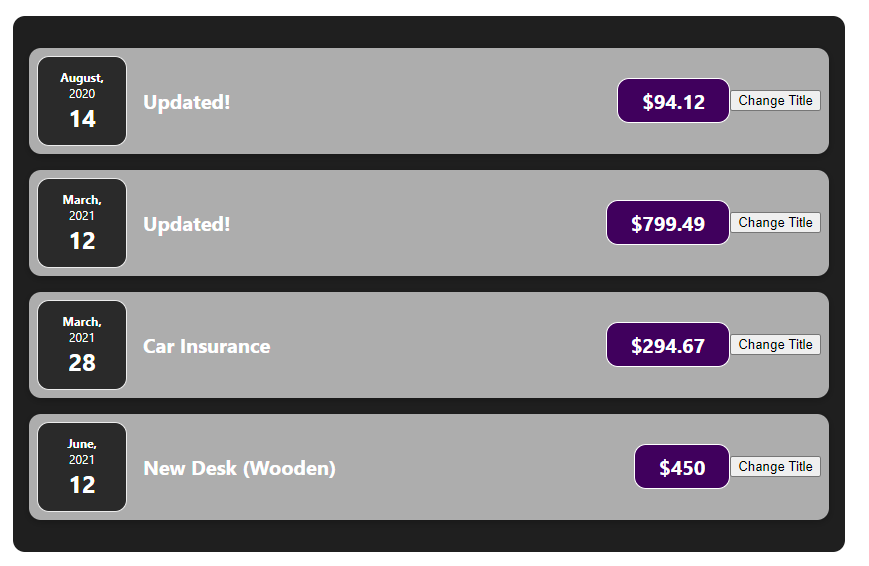 August,
2020
14
Updated!
$94.12
Change Title
March,
2021
12
Updated!
$799.49
Change Title
March,
2021
28
Car Insurance
$294.67
Change Title
June,
2021
12
New Desk (Wooden)
$450
Change Title